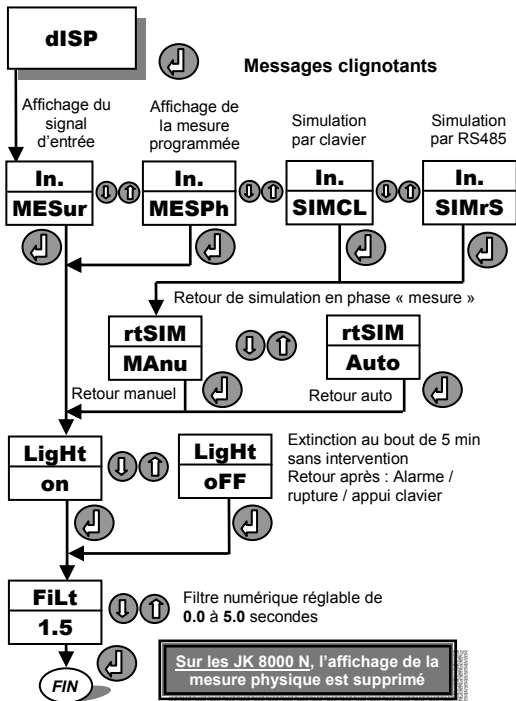 dISP
Messages clignotants
Affichage du
signal
d'entrée
Affichage de
la mesure
programmée
Simulation
par clavier
Simulation
par RS485
In.
MESur
In.
MESPh
In.
SIMCL
In.
SIMrS
Retour de simulation en phase « mesure »
rtSIM
MAnu
rtSIM
Auto
Retour manuel
Retour auto
LigHt
on
LigHt
oFF
Extinction au bout de 5 min
sans intervention
Retour après : Alarme /
rupture / appui clavier
FiLt
1.5
Filtre numérique réglable de
0.0 à 5.0 secondes
FIN
Sur les JK 8000 N, l'affichage de la
mesure physique est supprimé